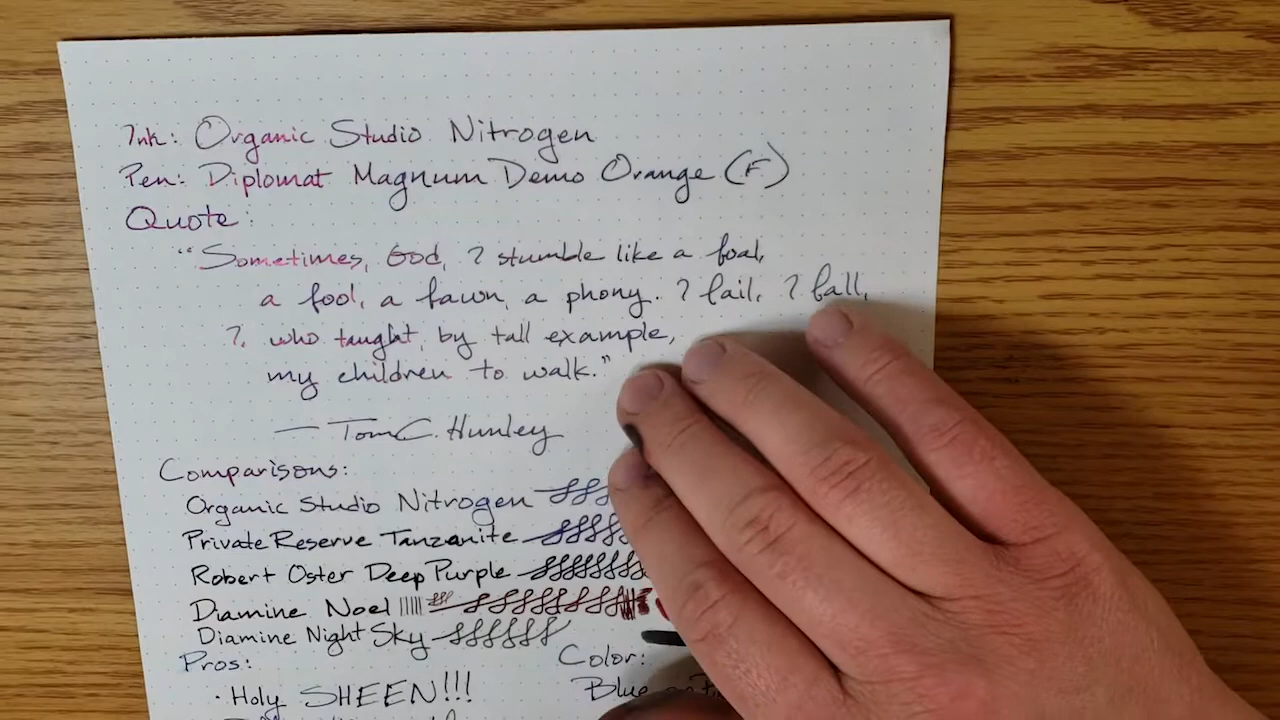 Ink: Organic Studio Nitrogen
Pen: Diplomat Magnum Demo Orange (F)
Quote:
"Sometimes, God, I stumble like a foal,
a fool, a fawn, a phony. I fail. I fall,
I, who taught, by tall example,
my children to walk."
— Tom C. Hunley
Comparisons:
Organic Studio Nitrogen
Private Reserve Tanzanite
Robert Oster Deep Purple
Diamine Noel
Diamine Night Sky
Pros:
Color:
· Holy SHEEN!!!
Blue